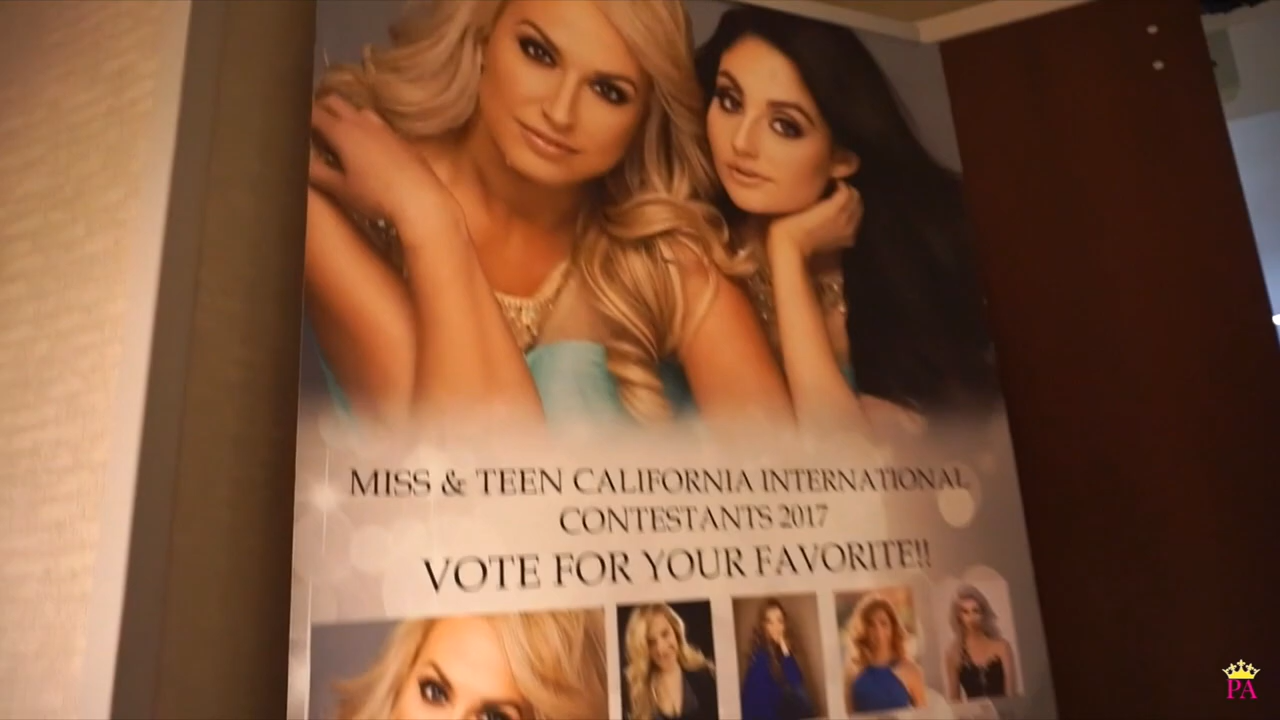 MISS & TEEN CALIFORNIA INTERNATIONAL
CONTESTANTS 2017
VOTE FOR YOUR FAVORITE!!
PA